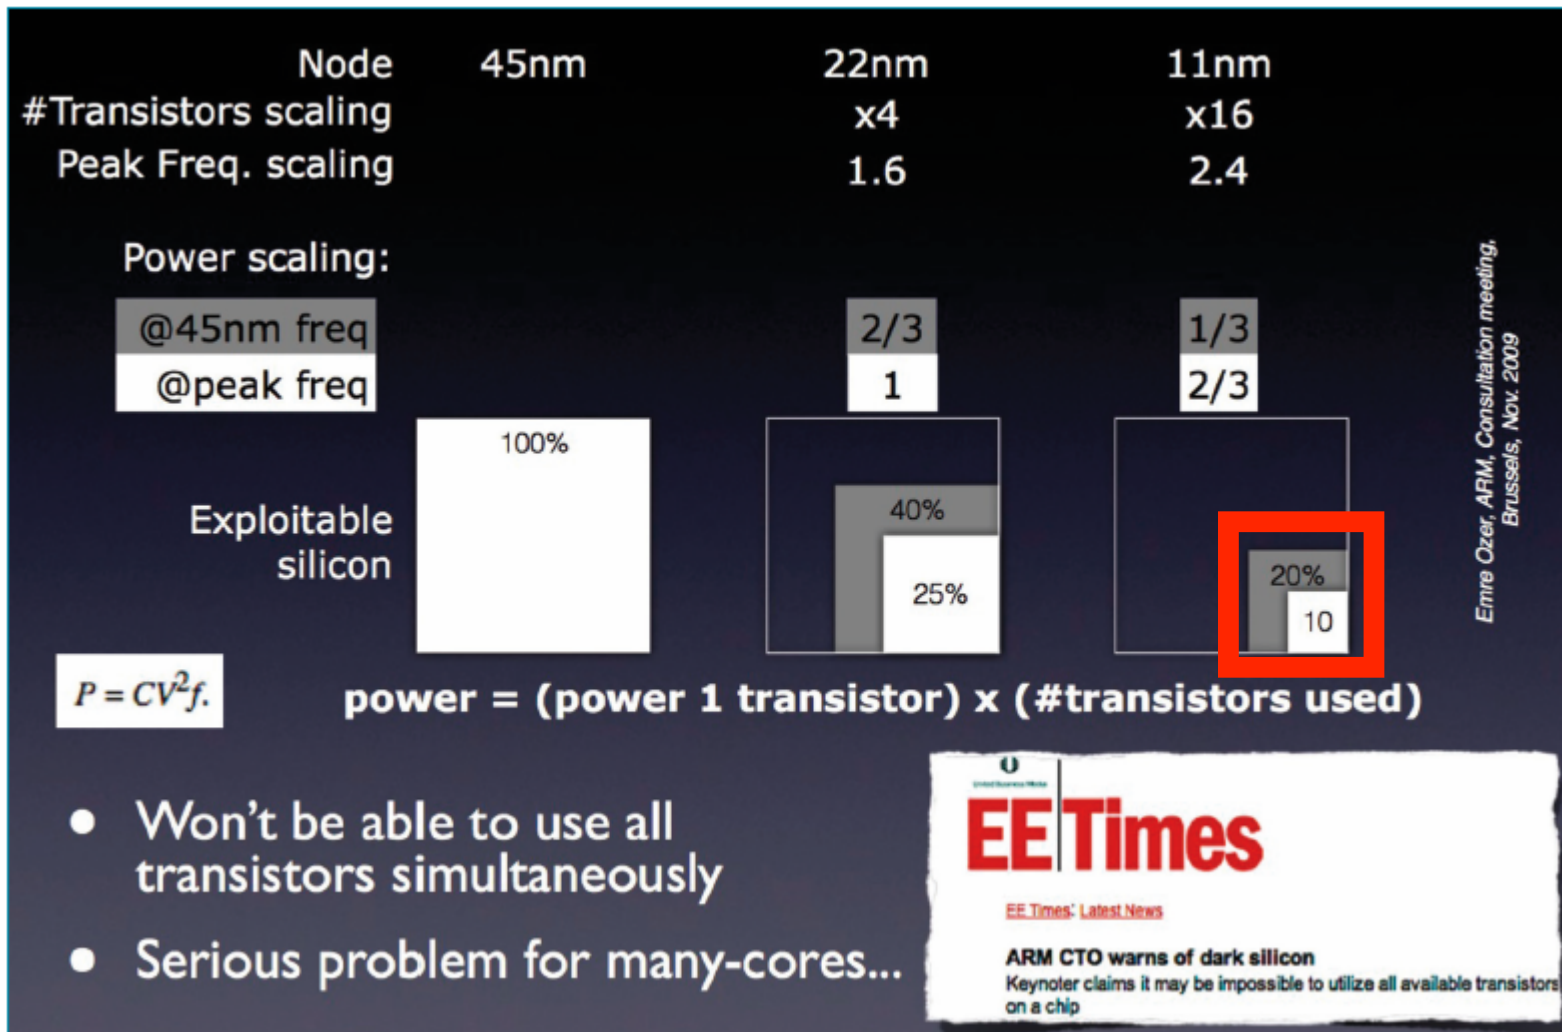 Node 45nm 22nm 11nm
#Transistors scaling x4 x16
Peak Freq. scaling 1.6 2.4
Power scaling:
@45nm freq 2/3 1/3
@peak freq 1 2/3
100%
Exploitable
silicon
40%
25%
20%
10
Emre Ozer, ARM, Consultation meeting,
Brussels, Nov. 2009
P = CV²f.
power = (power 1 transistor) x (#transistors used)
• Won't be able to use all
transistors simultaneously
• Serious problem for many-cores...
United Business Media
EE Times
EE Times: Latest News
ARM CTO warns of dark silicon
Keynoter claims it may be impossible to utilize all available transistors
on a chip